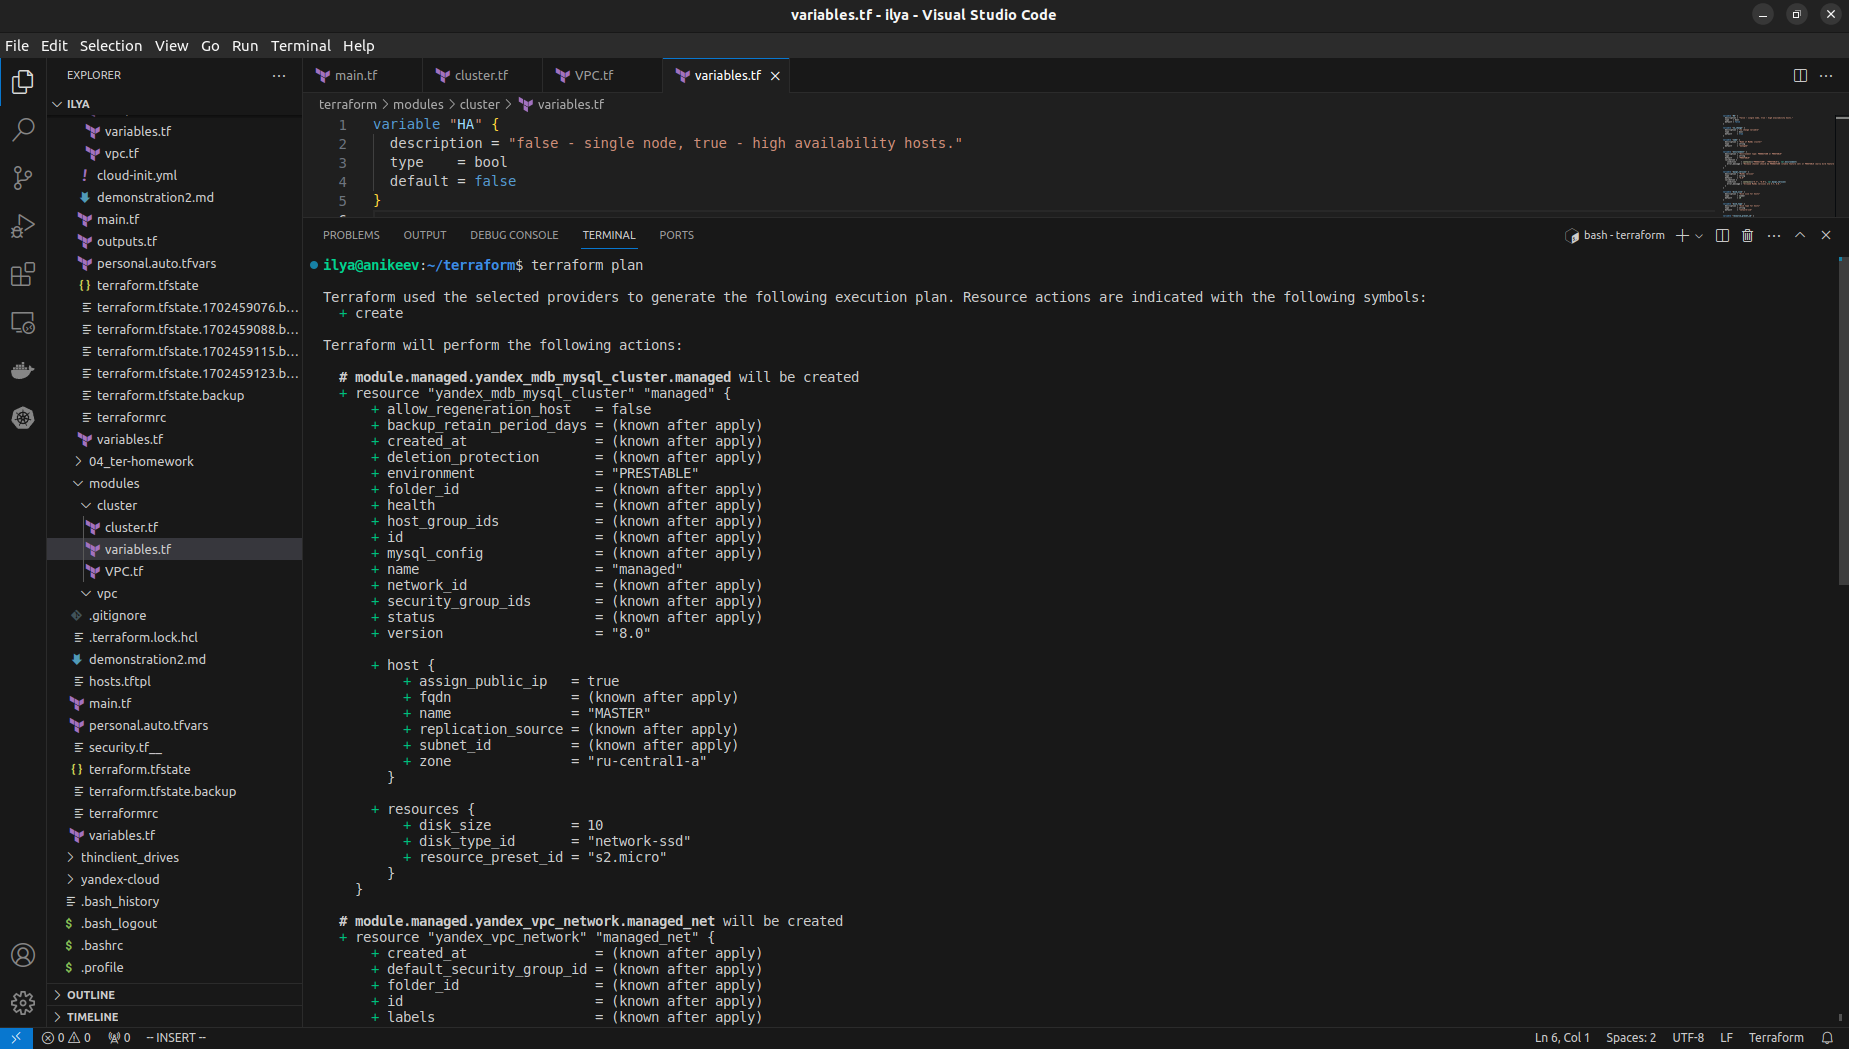 variables.tf - ilya - Visual Studio Code
File Edit Selection View Go Run Terminal Help
EXPLORER
ILYA
variables.tf
vpc.tf
cloud-init.yml
demonstration2.md
main.tf
outputs.tf
personal.auto.tfvars
terraform.tfstate
terraform.tfstate.1702459076.b...
terraform.tfstate.1702459088.b...
terraform.tfstate.1702459115.b...
terraform.tfstate.1702459123.b...
terraform.tfstate.backup
terraformrc
variables.tf
04_ter-homework
modules
cluster
cluster.tf
variables.tf
VPC.tf
vpc
.gitignore
.terraform.lock.hcl
demonstration2.md
hosts.tftpl
main.tf
personal.auto.tfvars
security.tf__
terraform.tfstate
terraform.tfstate.backup
terraformrc
variables.tf
thinclient_drives
yandex-cloud
.bash_history
.bash_logout
.bashrc
.profile
OUTLINE
TIMELINE
main.tf cluster.tf VPC.tf variables.tf
terraform > modules > cluster > variables.tf
1 variable "HA" {
2 description = "false - single node, true - high availability hosts."
3 type    = bool
4 default = false
5 }
PROBLEMS OUTPUT DEBUG CONSOLE TERMINAL PORTS
bash - terraform
ilya@anikeev:~/terraform$ terraform plan
Terraform used the selected providers to generate the following execution plan. Resource actions are indicated with the following symbols:
+ create
Terraform will perform the following actions:
# module.managed.yandex_mdb_mysql_cluster.managed will be created
+ resource "yandex_mdb_mysql_cluster" "managed" {
+ allow_regeneration_host   = false
+ backup_retain_period_days = (known after apply)
+ created_at                = (known after apply)
+ deletion_protection       = (known after apply)
+ environment               = "PRESTABLE"
+ folder_id                 = (known after apply)
+ health                    = (known after apply)
+ host_group_ids            = (known after apply)
+ id                        = (known after apply)
+ mysql_config              = (known after apply)
+ name                      = "managed"
+ network_id                = (known after apply)
+ security_group_ids        = (known after apply)
+ status                    = (known after apply)
+ version                   = "8.0"
+ host {
+ assign_public_ip   = true
+ fqdn               = (known after apply)
+ name               = "MASTER"
+ replication_source = (known after apply)
+ subnet_id          = (known after apply)
+ zone               = "ru-central1-a"
}
+ resources {
+ disk_size          = 10
+ disk_type_id       = "network-ssd"
+ resource_preset_id = "s2.micro"
}
}
# module.managed.yandex_vpc_network.managed_net will be created
+ resource "yandex_vpc_network" "managed_net" {
+ created_at                = (known after apply)
+ default_security_group_id = (known after apply)
+ folder_id                 = (known after apply)
+ id                        = (known after apply)
+ labels                    = (known after apply)
0 0 0 -- INSERT -- Ln 6, Col 1 Spaces: 2 UTF-8 LF Terraform